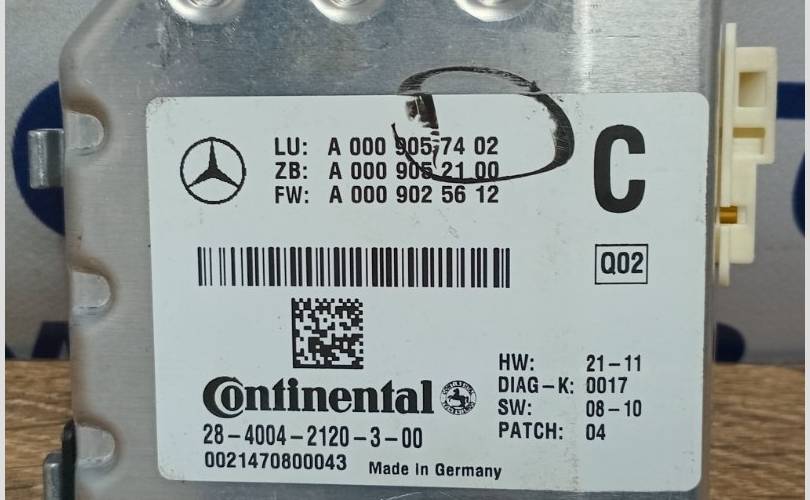 LU: A 000 905 74 02
ZB: A 000 905 21 00
FW: A 000 902 56 12
C
Q02
Continental
28-4004-2120-3-00
0021470800043 Made in Germany
HW: 21-11
DIAG-K: 0017
SW: 08-10
PATCH: 04